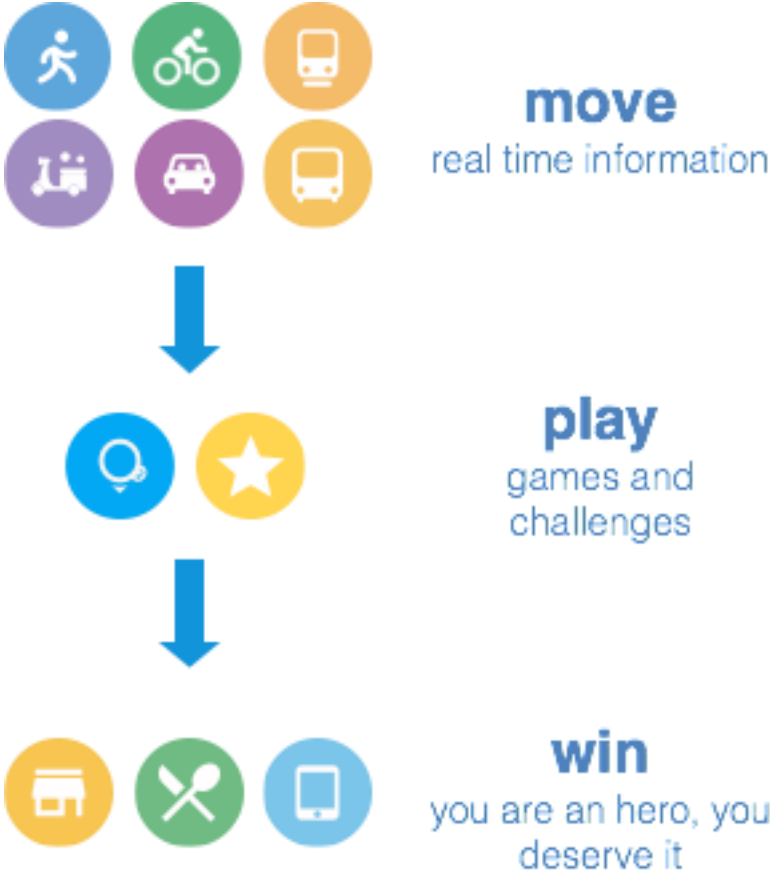 move
real time information
play
games and
challenges
win
you are an hero, you
deserve it